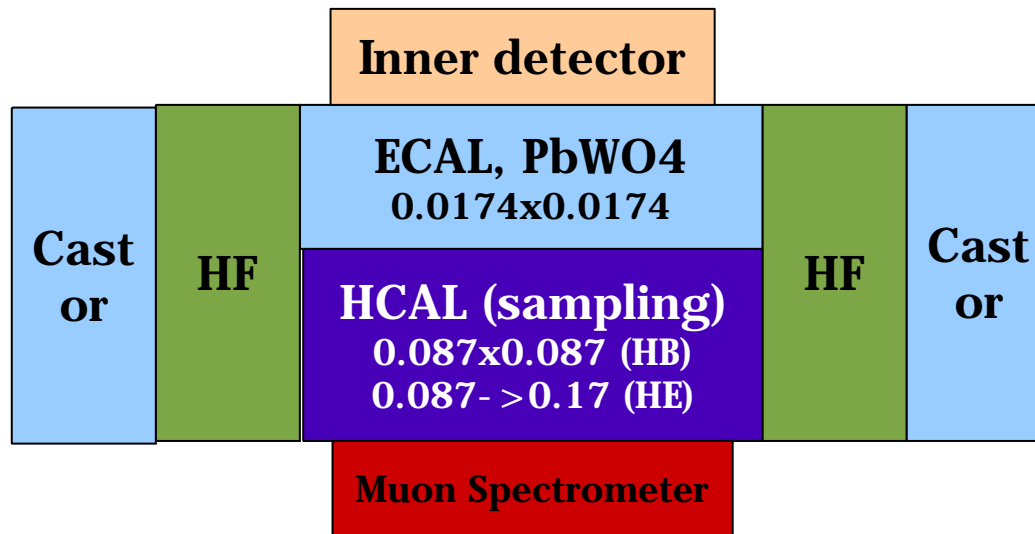 Inner detector
ECAL, PbWO4
0.0174x0.0174
Cast
or
HF
HCAL (sampling)
0.087x0.087 (HB)
0.087->0.17 (HE)
HF
Cast
or
Muon Spectrometer